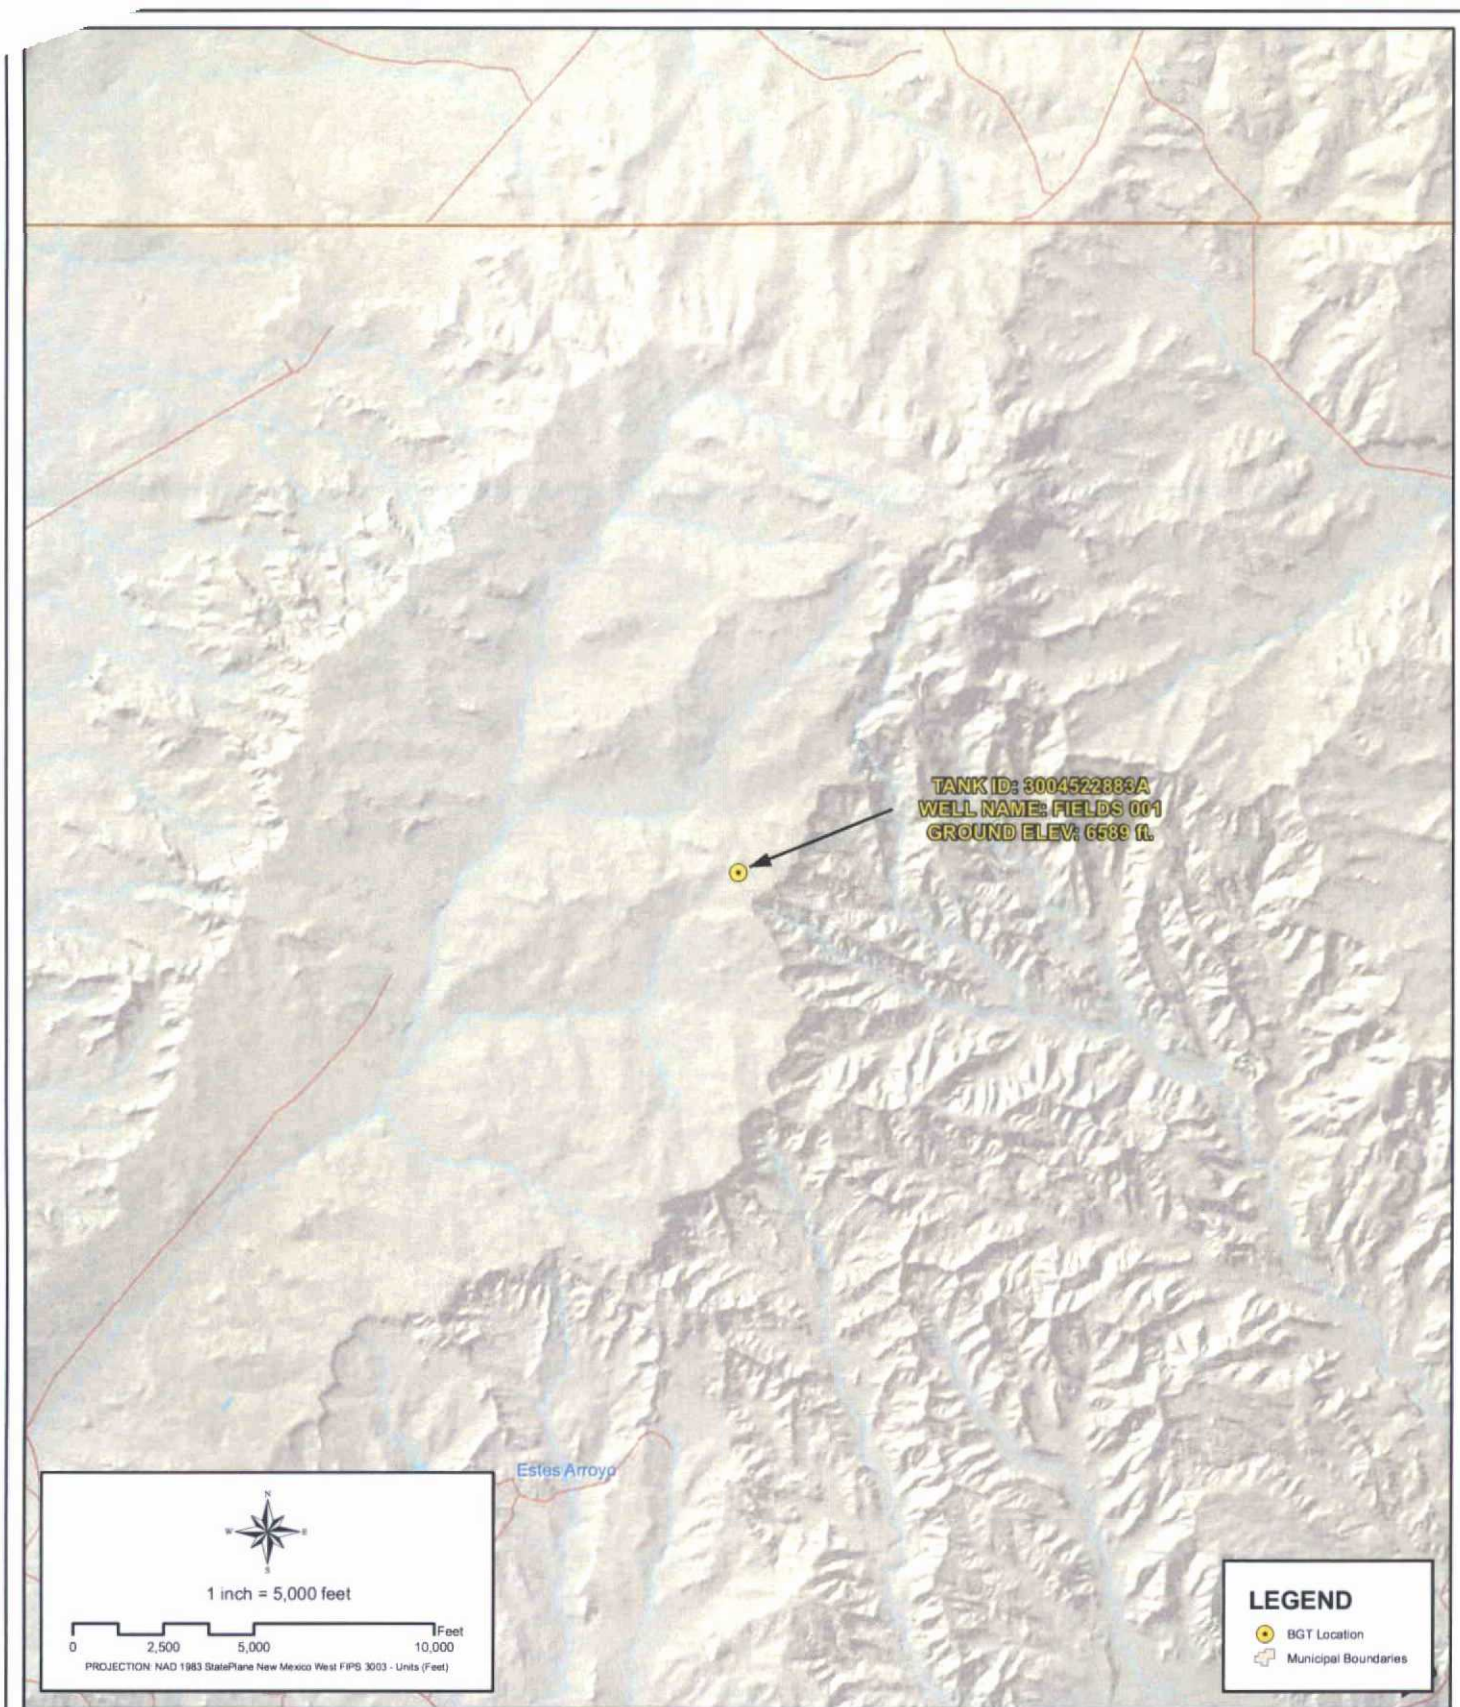 TANK ID: 3004522883A
WELL NAME: FIELDS 001
GROUND ELEV: 6589 ft.
Estes Arroyo
N
W E
S
1 inch = 5,000 feet
Feet
0 2,500 5,000 10,000
PROJECTION: NAD 1983 StatePlane New Mexico West FIPS 3003 - Units (Feet)
LEGEND
BGT Location
Municipal Boundaries